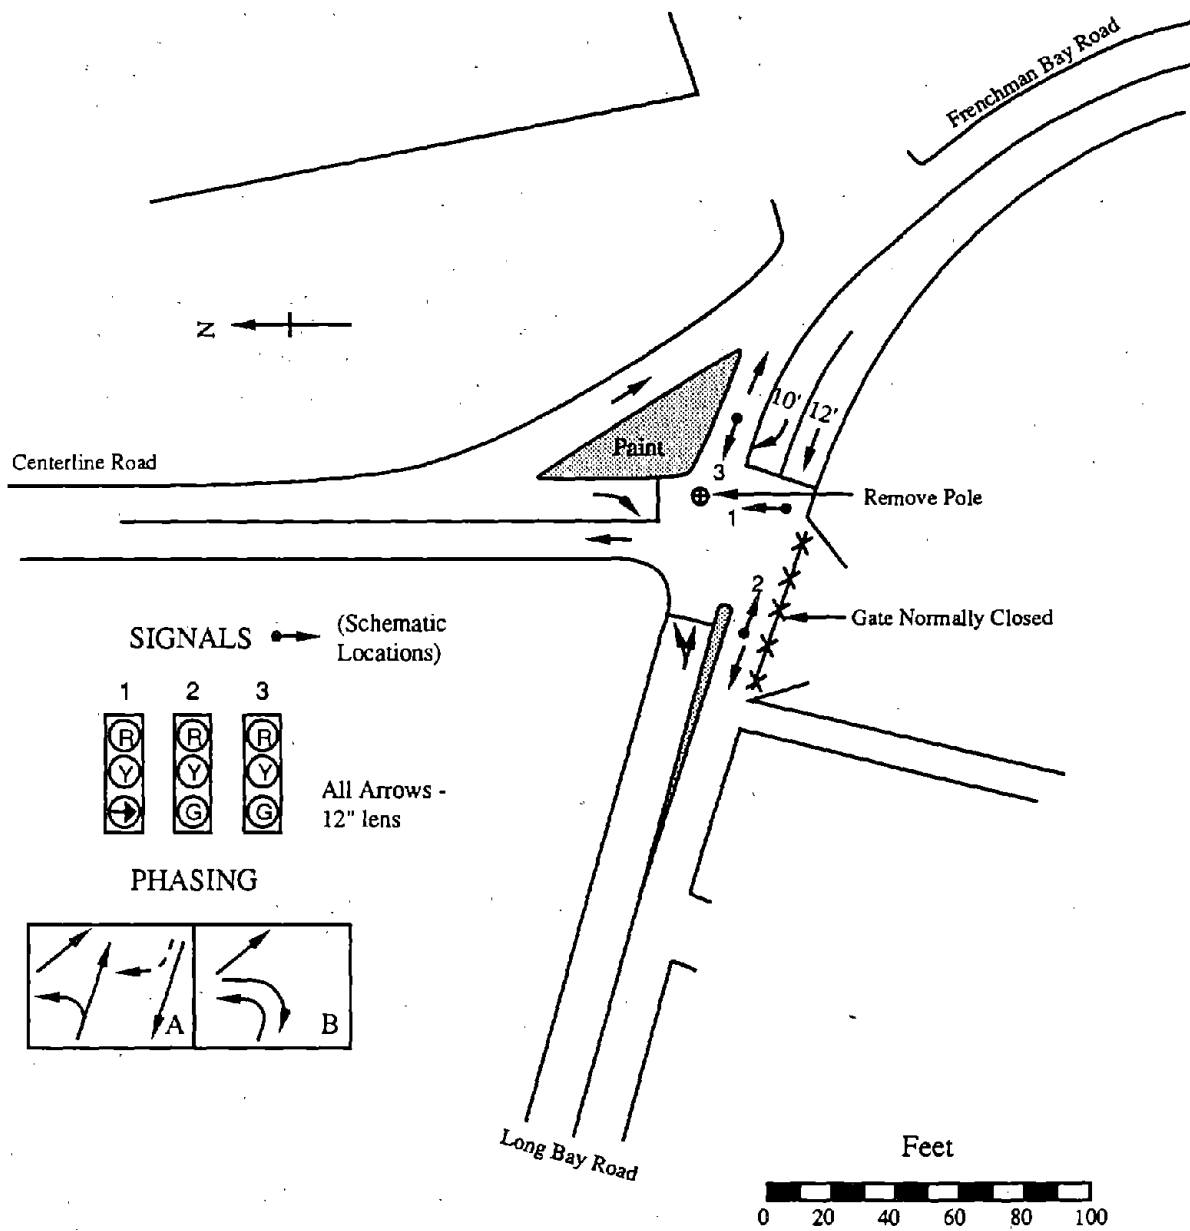 Frenchman Bay Road
N
10'
12'
Paint
Centerline Road
3
Remove Pole
1
2
Gate Normally Closed
SIGNALS
(Schematic
Locations)
1 2 3
R R R
Y Y Y
G G
All Arrows -
12" lens
PHASING
A B
Long Bay Road
Feet
0 20 40 60 80 100